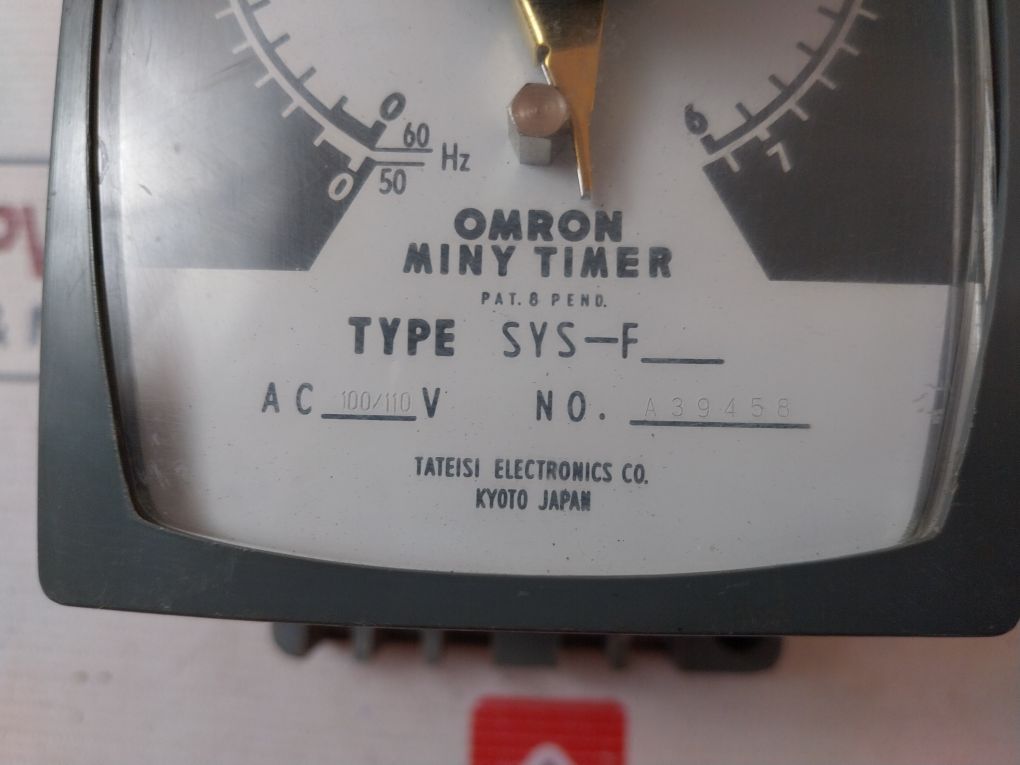 0
60
Hz
50
0
6
7
OMRON
MINY TIMER
PAT. & PEND.
TYPE SYS-F
AC 100/110 V NO. A39458
TATEISI ELECTRONICS CO.
KYOTO JAPAN